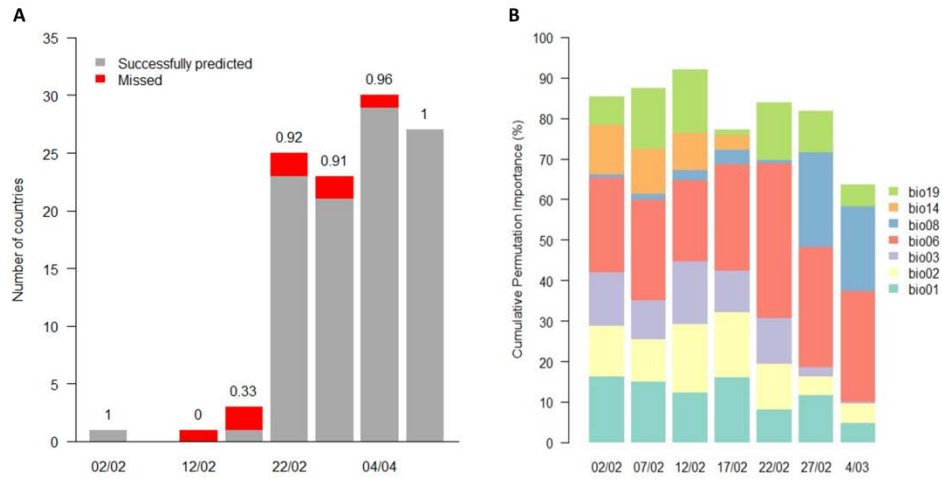 A
Number of countries
35
30
25
20
15
10
5
0
Successfully predicted
Missed
1
0
0.33
0.92
0.91
0.96
1
02/02
12/02
22/02
04/04
B
Cumulative Permutation Importance (%)
100
90
80
70
60
50
40
30
20
10
0
02/02
07/02
12/02
17/02
22/02
27/02
4/03
bio19
bio14
bio08
bio06
bio03
bio02
bio01